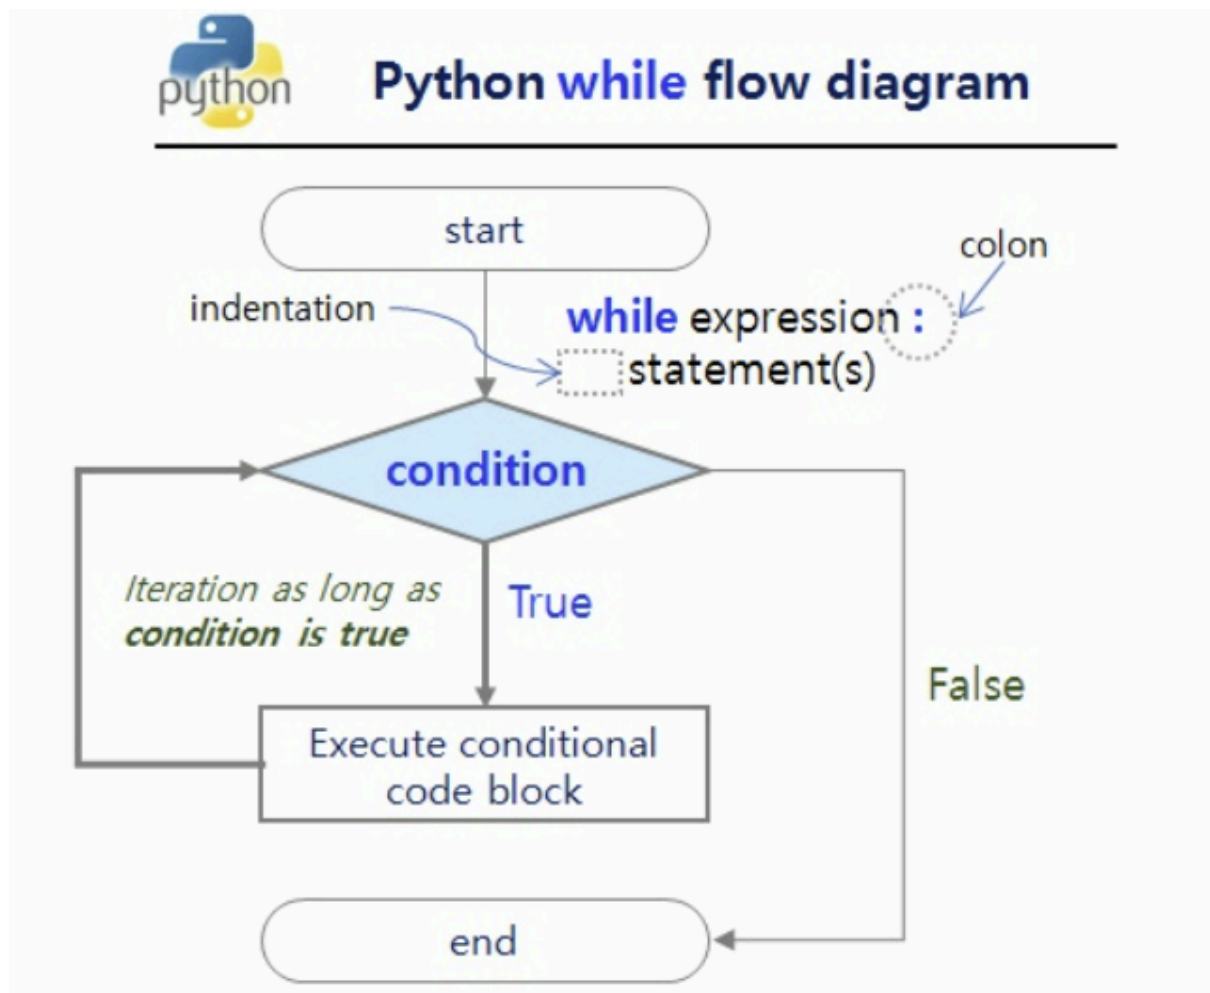 python
Python while flow diagram
start
colon
indentation
while expression :
statement(s)
condition
Iteration as long as
condition is true
True
False
Execute conditional
code block
end